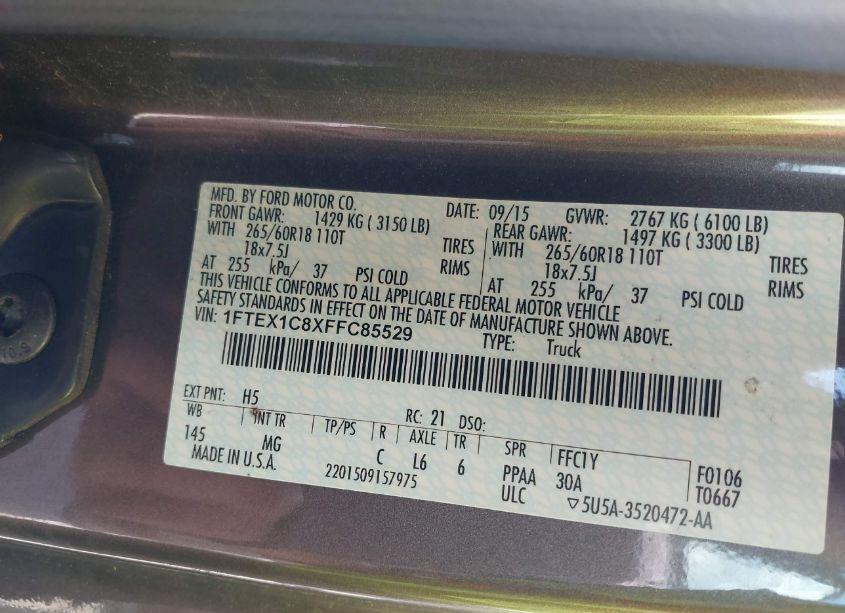 MFD. BY FORD MOTOR CO. DATE: 09/15 GVWR: 2767 KG ( 6100 LB)
FRONT GAWR: 1429 KG ( 3150 LB) REAR GAWR: 1497 KG ( 3300 LB)
WITH 265/60R18 110T TIRES WITH 265/60R18 110T TIRES
18x7.5J RIMS 18x7.5J RIMS
AT 255 kPa/ 37 PSI COLD AT 255 kPa/ 37 PSI COLD
THIS VEHICLE CONFORMS TO ALL APPLICABLE FEDERAL MOTOR VEHICLE
SAFETY STANDARDS IN EFFECT ON THE DATE OF MANUFACTURE SHOWN ABOVE.
VIN: 1FTEX1C8XFFC85529 TYPE: Truck
EXT PNT: H5 RC: 21 DSO:
WB INT TR TP/PS R AXLE TR SPR FFC1Y F0106
145 MG C L6 6 PPAA 30A T0667
MADE IN U.S.A. 2201509157975 ULC ▽5U5A-3520472-AA
10.9